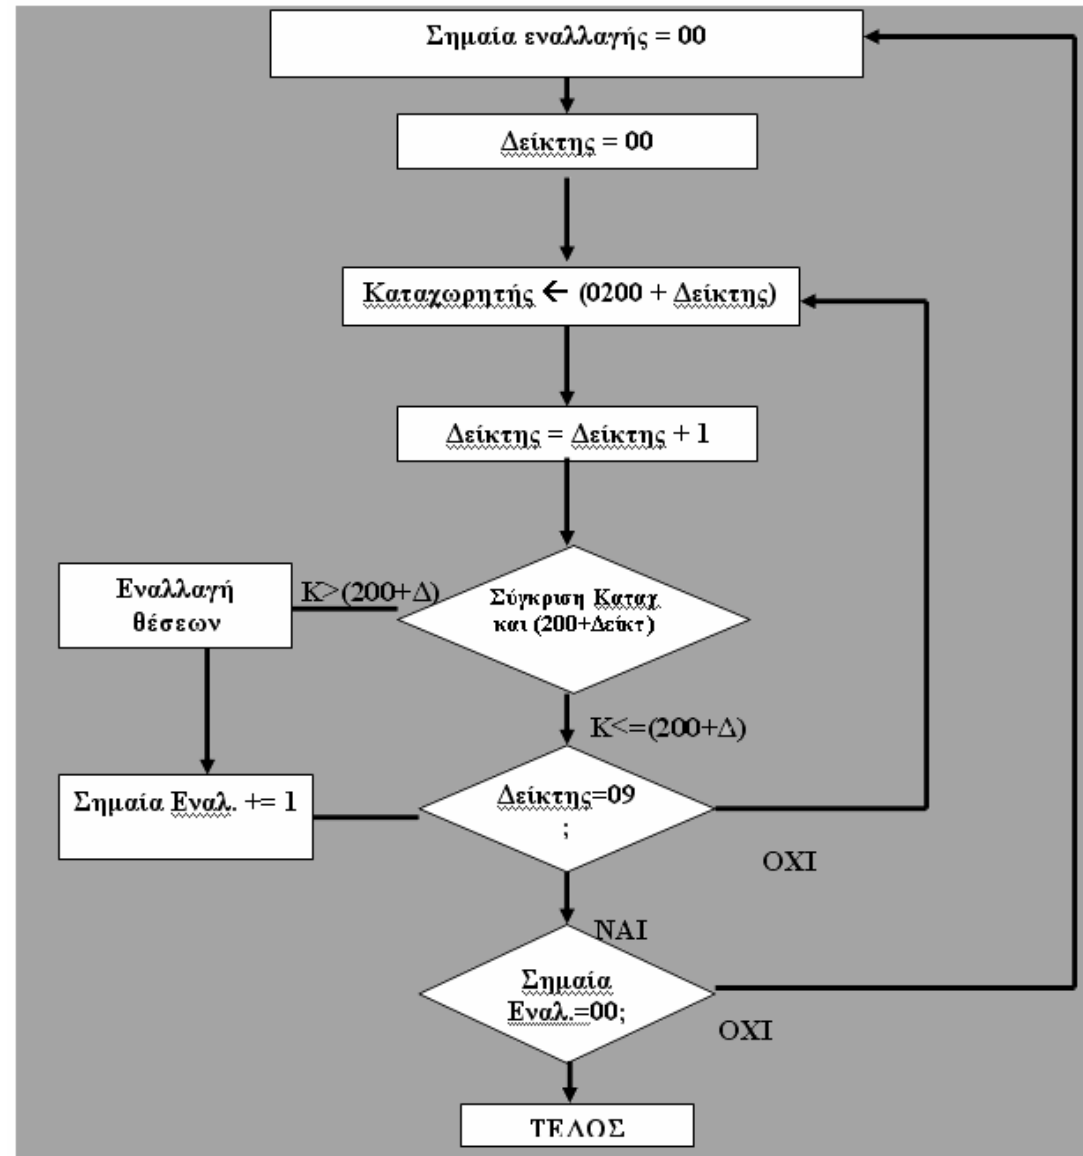 Σημαία εναλλαγής = 00
Δείκτης = 00
Καταχωρητής ← (0200 + Δείκτης)
Δείκτης = Δείκτης + 1
Εναλλαγή
θέσεων
Κ>(200+Δ)
Σύγκριση Καταχ
και (200+Δείκτ)
Κ<=(200+Δ)
Σημαία Εναλ. += 1
Δείκτης=09
;
ΟΧΙ
ΝΑΙ
Σημαία
Εναλ.=00;
ΟΧΙ
ΤΕΛΟΣ